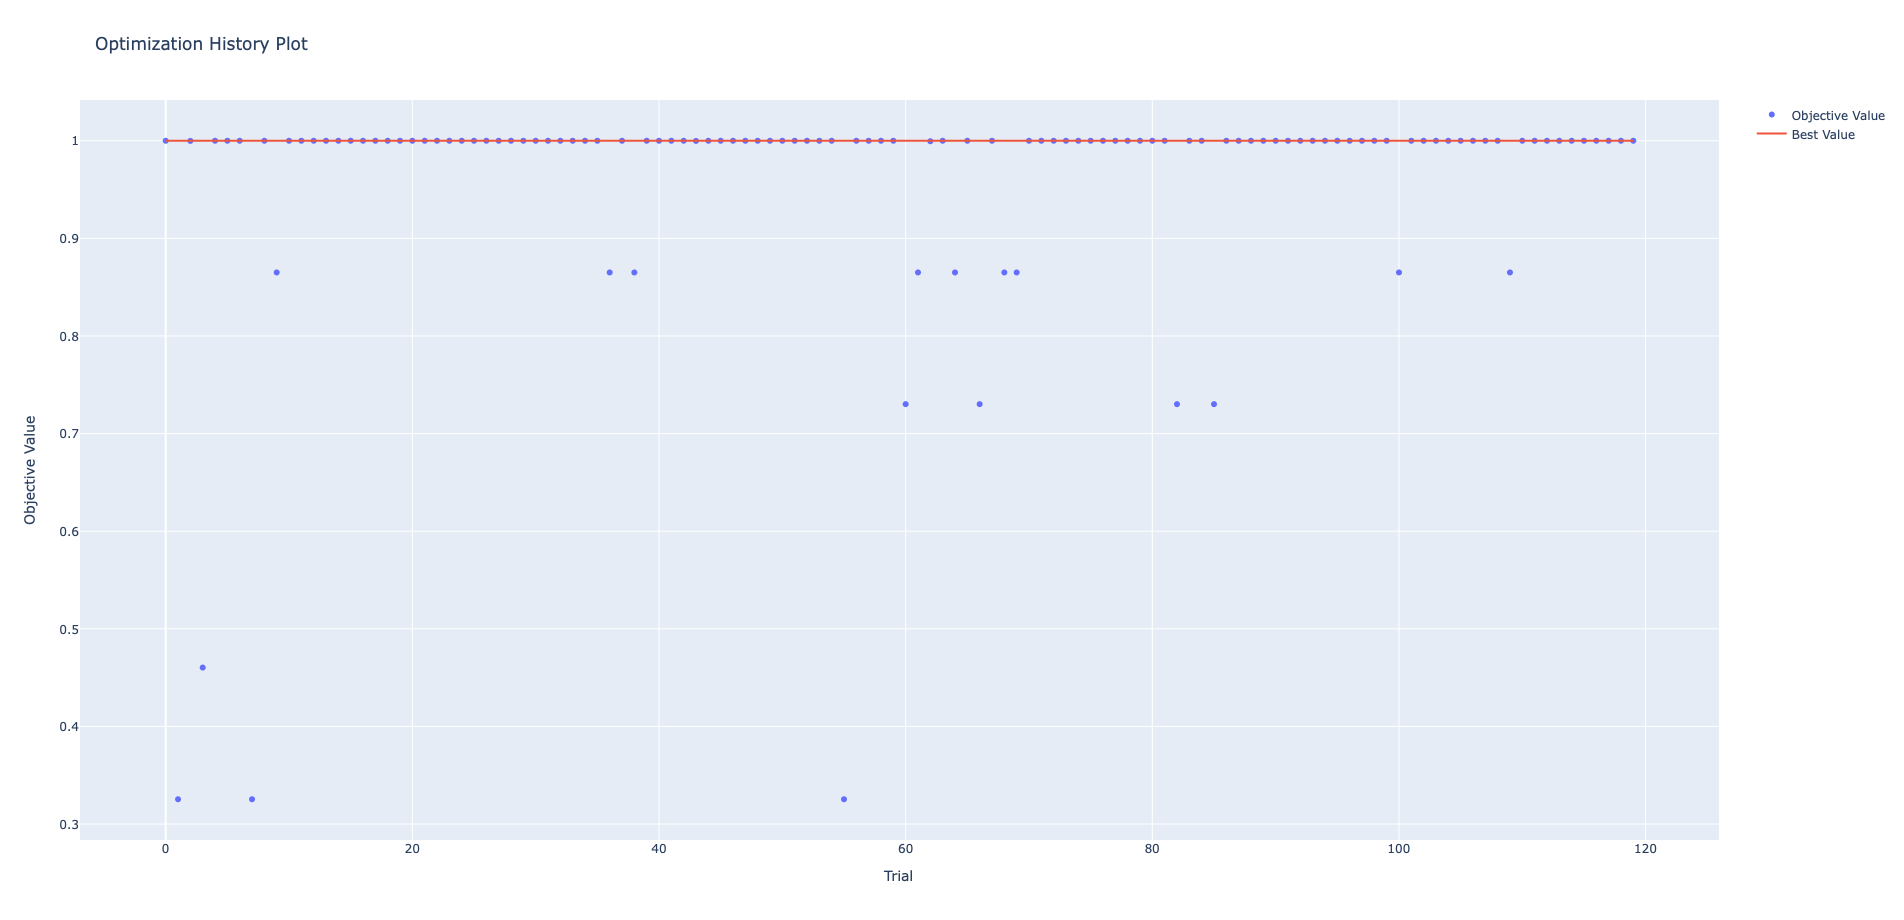 Optimization History Plot
Objective Value
Best Value
1
0.9
0.8
0.7
0.6
0.5
0.4
0.3
Objective Value
0 20 40 60 80 100 120
Trial